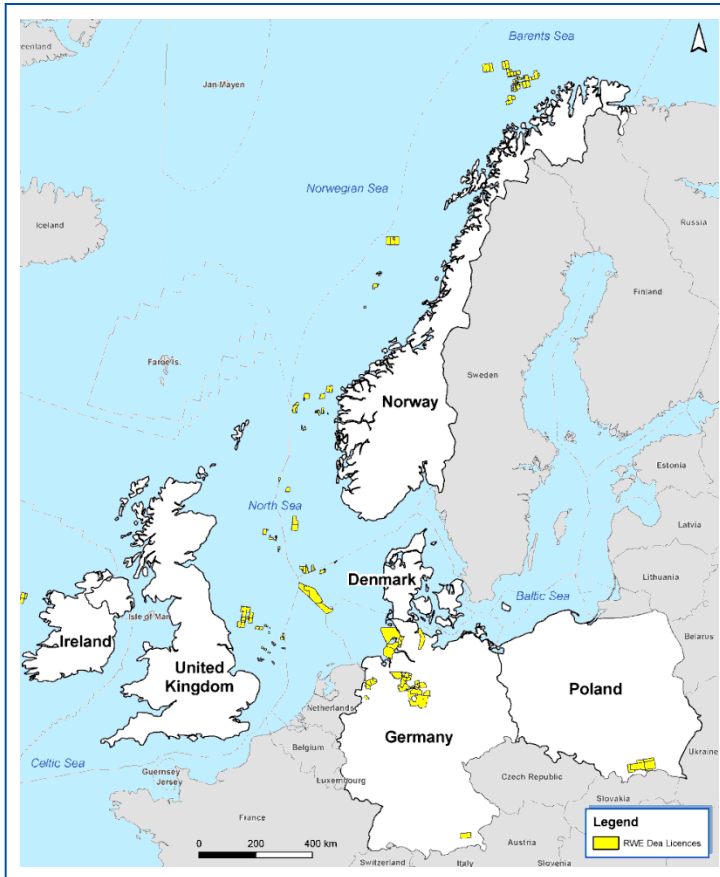 Barents Sea
Greenland
Jan-Mayen
Norwegian Sea
Iceland
Russia
Finland
Faroe Is.
Sweden
Norway
Estonia
North Sea
Latvia
Denmark
Lithuania
Baltic Sea
Isle of Man
Ireland
Belarus
United
Kingdom
Poland
Netherlands
Germany
Ukraine
Belgium
Celtic Sea
Czech Republic
Guernsey
Jersey
Luxembourg
Slovakia
France
Legend
0 200 400 km
RWE Dea Licences
Austria
Switzerland
Italy
Slovenia